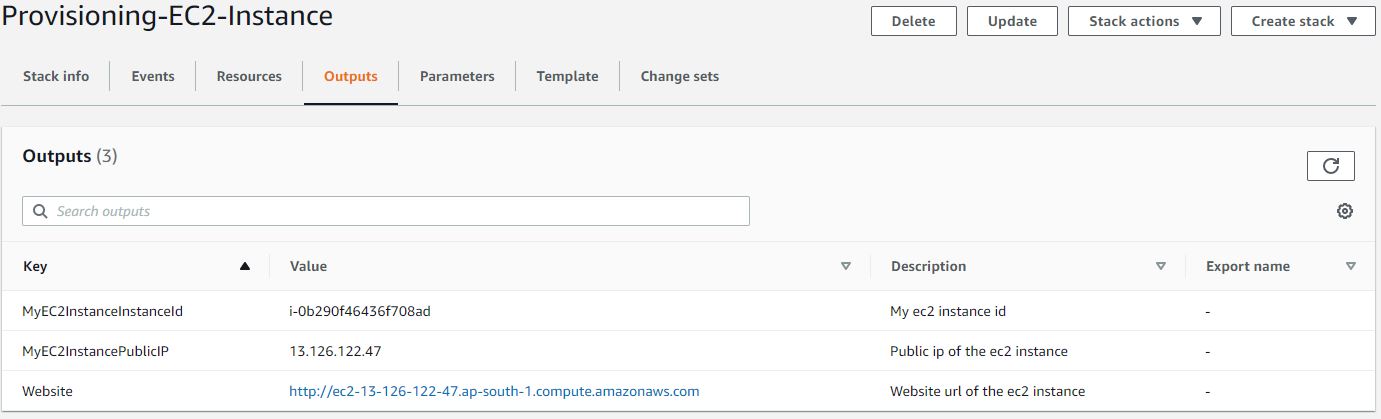 Provisioning-EC2-Instance
Delete Update Stack actions Create stack
Stack info Events Resources Outputs Parameters Template Change sets
Outputs (3)
Search outputs
Key Value Description Export name
MyEC2InstanceInstanceId i-0b290f46436f708ad My ec2 instance id -
MyEC2InstancePublicIP 13.126.122.47 Public ip of the ec2 instance -
Website http://ec2-13-126-122-47.ap-south-1.compute.amazonaws.com Website url of the ec2 instance -